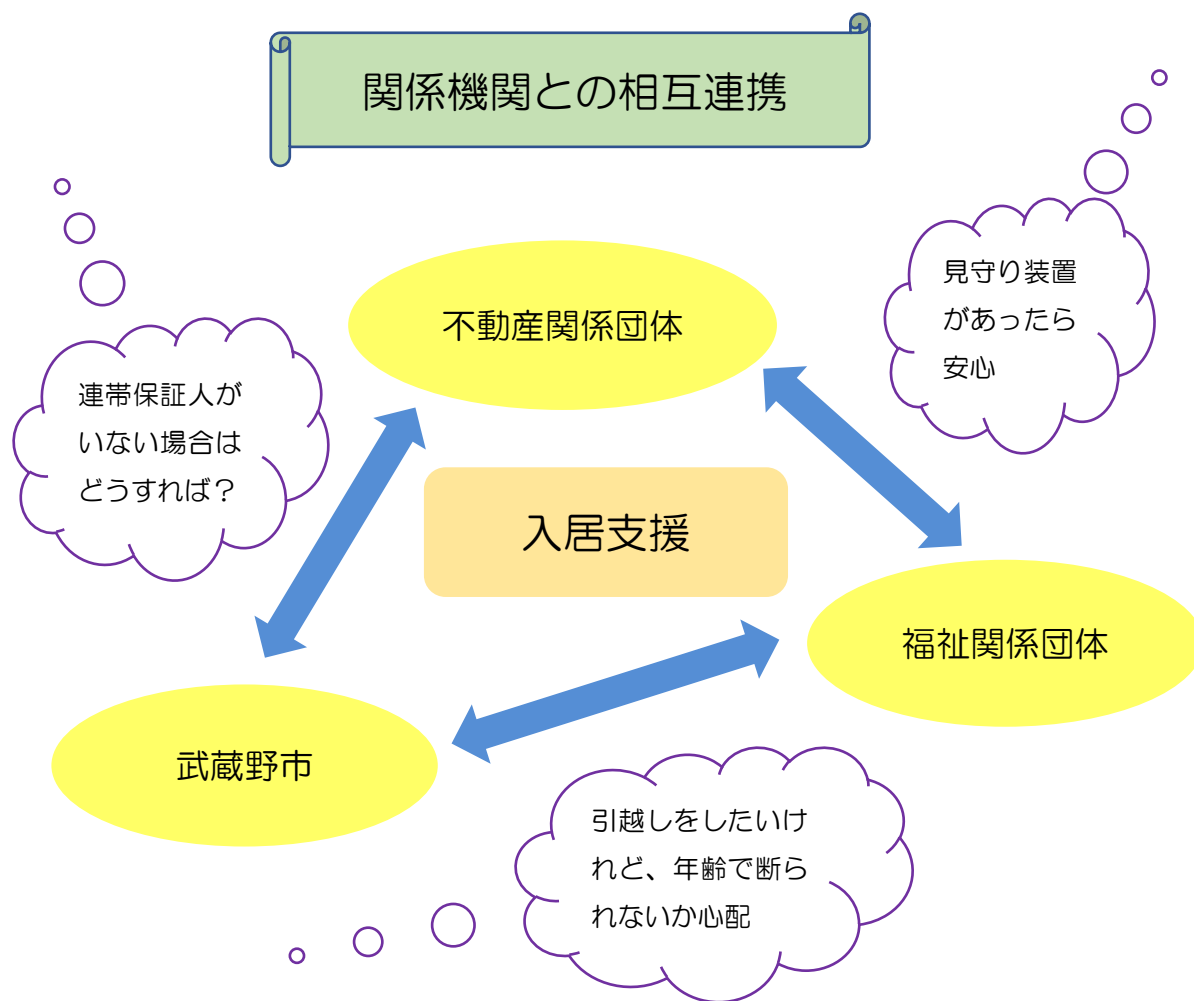 関係機関との相互連携
見守り装置
があったら
安心
不動産関係団体
連帯保証人が
いない場合は
どうすれば？
入居支援
福祉関係団体
武蔵野市
引越しをしたいけ
れど、年齢で断ら
れないか心配